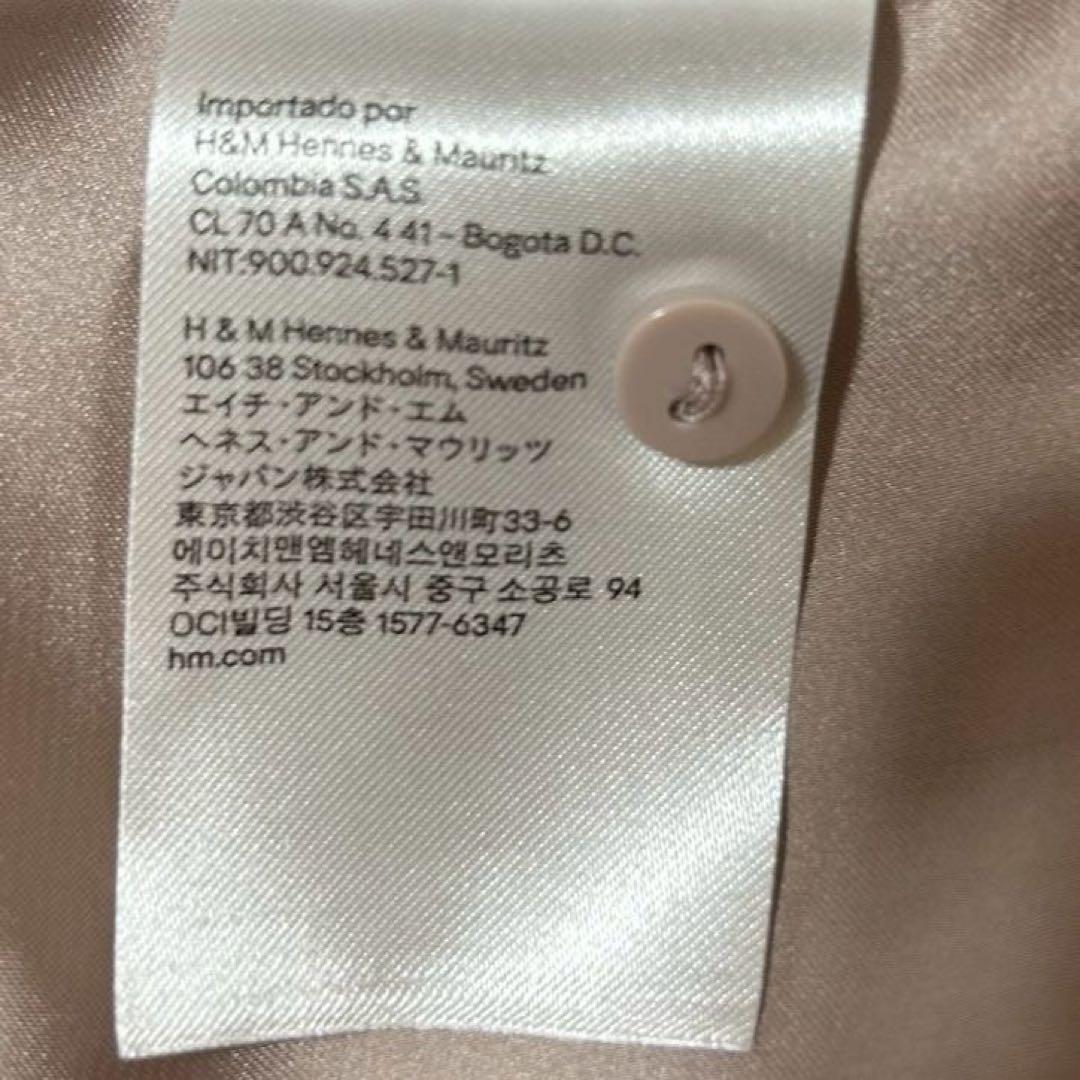 Importado por
H&M Hennes & Mauritz
Colombia S.A.S.
CL 70 A No. 4 41 – Bogota D.C.
NIT:900.924.527-1
H & M Hennes & Mauritz
106 38 Stockholm, Sweden
エイチ・アンド・エム
ヘネス・アンド・マウリッツ
ジャパン株式会社
東京都渋谷区宇田川町33-6
에이치앤엠헤네스앤모리츠
주식회사 서울시 중구 소공로 94
OCI빌딩 15층 1577-6347
hm.com